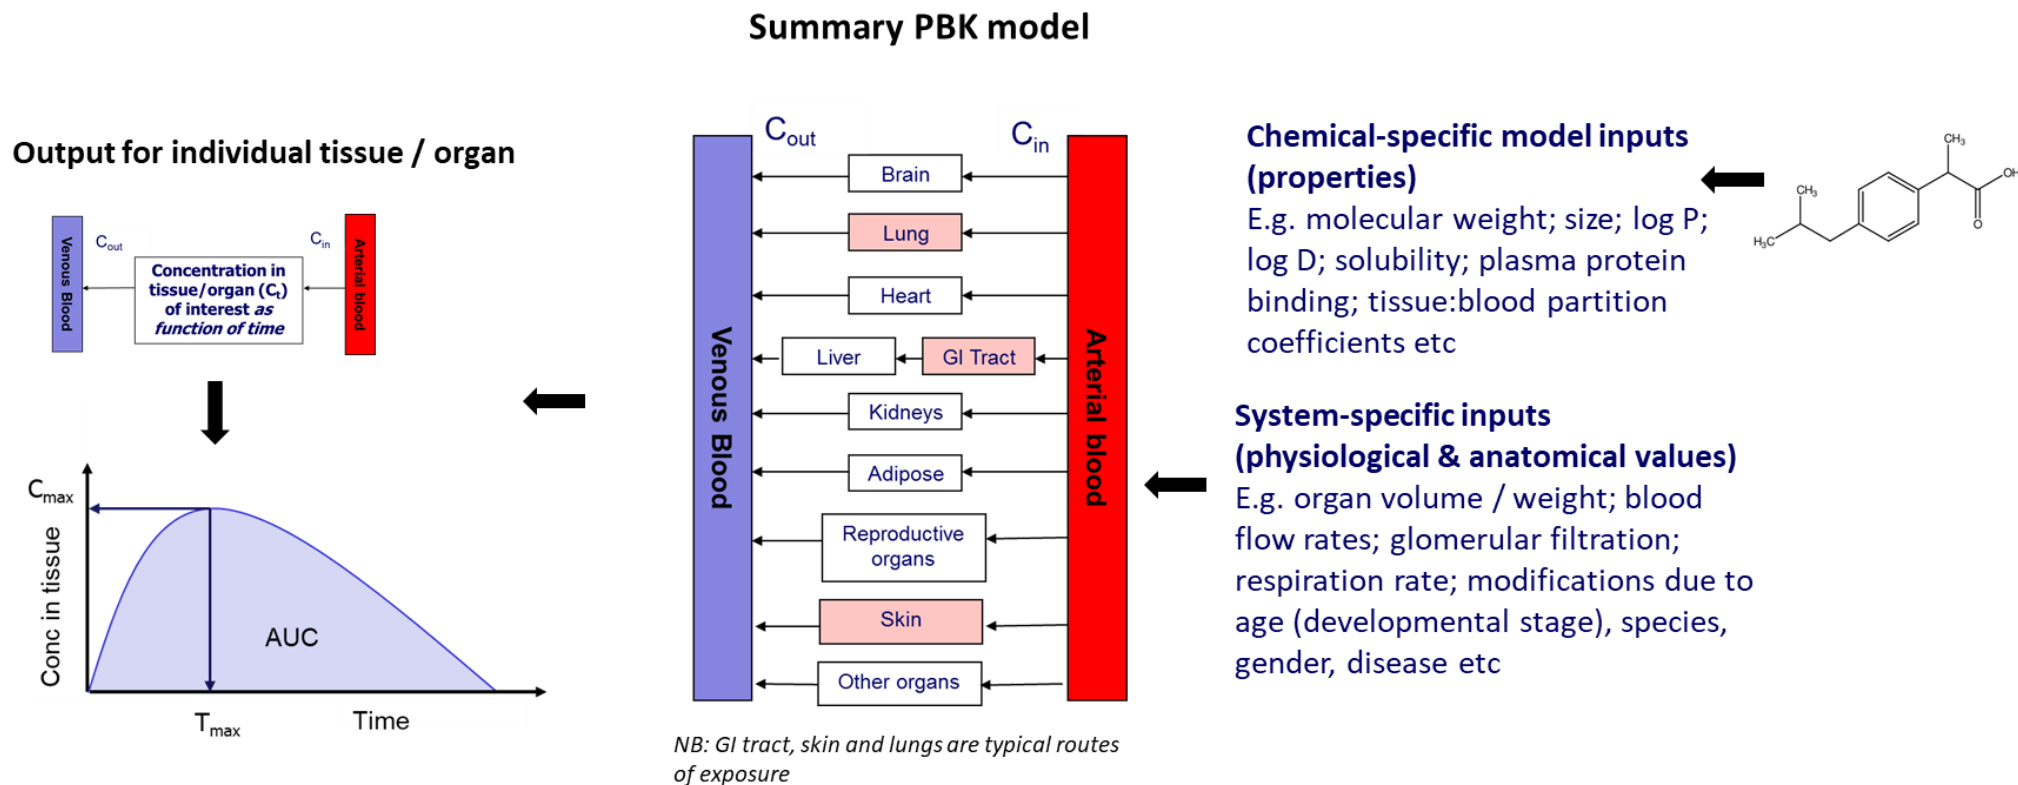 Summary PBK model
Output for individual tissue / organ
Venous Blood
Cout
Cin
Arterial blood
Concentration in
tissue/organ (Ct)
of interest as
function of time
Cmax
Conc in tissue
AUC
Tmax
Time
Cout
Cin
Venous Blood
Arterial blood
Brain
Lung
Heart
Liver
GI Tract
Kidneys
Adipose
Reproductive
organs
Skin
Other organs
NB: GI tract, skin and lungs are typical routes
of exposure
Chemical-specific model inputs
(properties)
E.g. molecular weight; size; log P;
log D; solubility; plasma protein
binding; tissue:blood partition
coefficients etc
CH3
OH
CH3
H3C
O
System-specific inputs
(physiological & anatomical values)
E.g. organ volume / weight; blood
flow rates; glomerular filtration;
respiration rate; modifications due to
age (developmental stage), species,
gender, disease etc